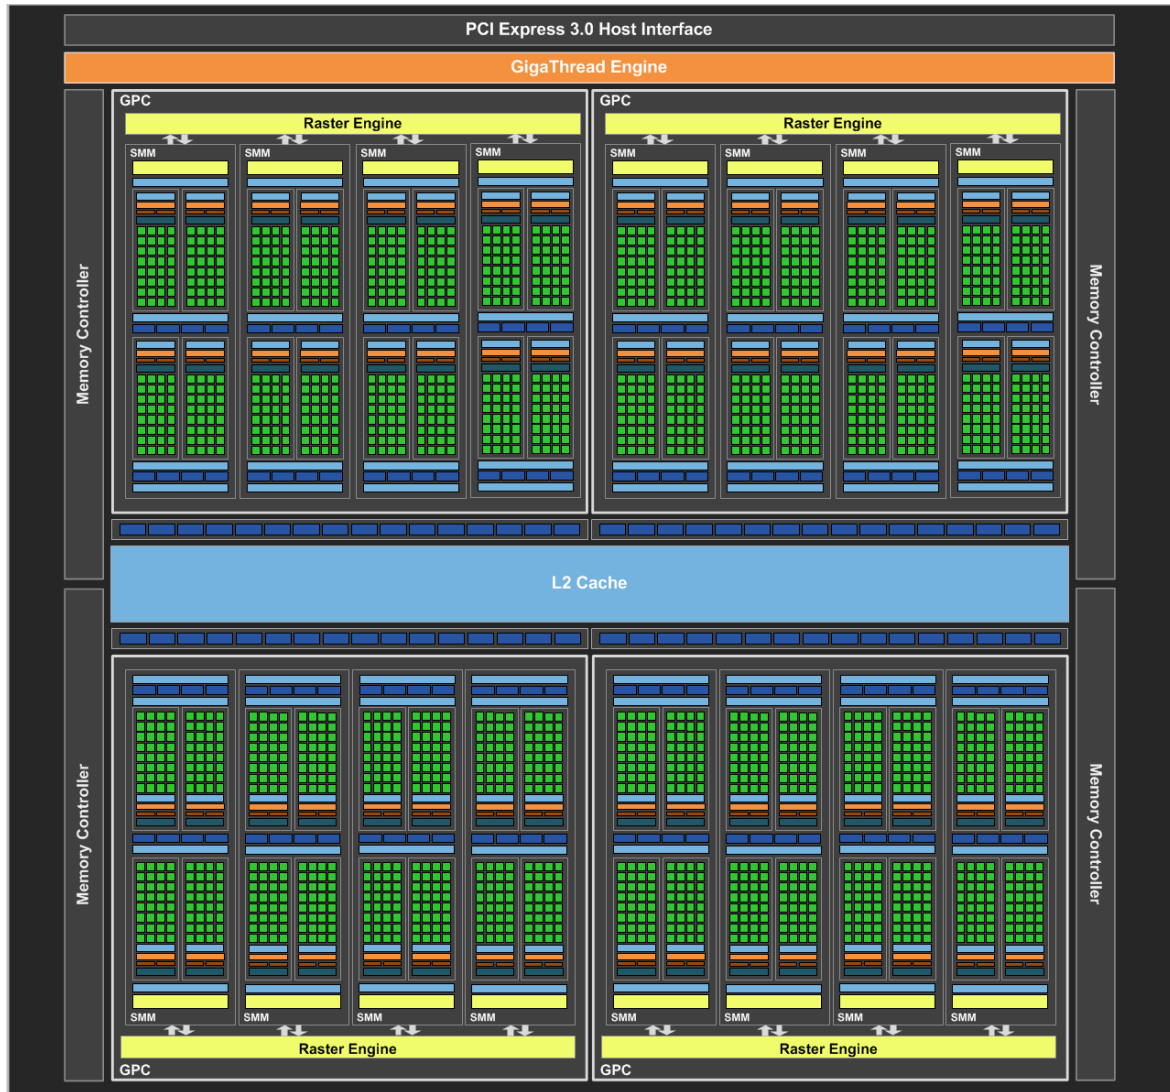 PCI Express 3.0 Host Interface
GigaThread Engine
GPC
GPC
Raster Engine
Raster Engine
SMM
SMM
SMM
SMM
SMM
SMM
SMM
SMM
Memory Controller
Memory Controller
L2 Cache
Memory Controller
Memory Controller
SMM
SMM
SMM
SMM
SMM
SMM
SMM
SMM
Raster Engine
Raster Engine
GPC
GPC